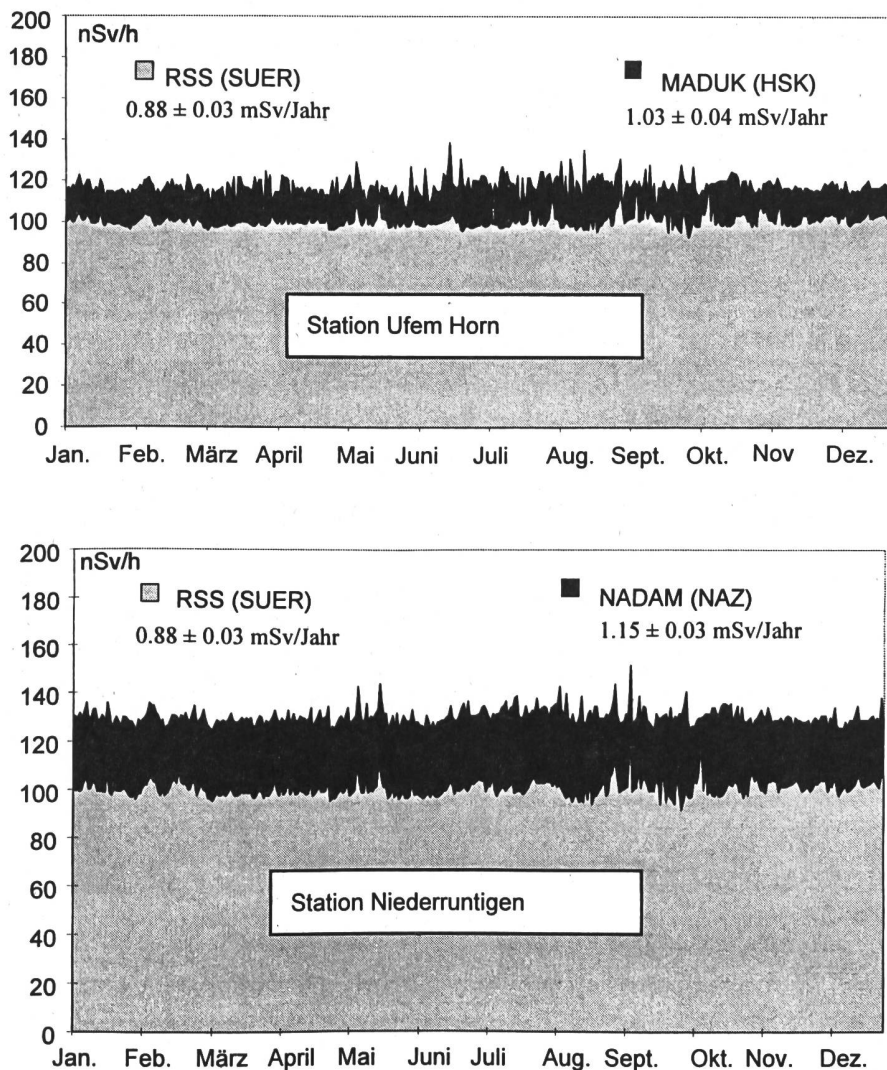 200
nSv/h
180
RSS (SUER) MADUK (HSK)
160
0.88 ± 0.03 mSv/Jahr 1.03 ± 0.04 mSv/Jahr
140
120
100
80
60
Station Ufem Horn
40
20
0
Jan. Feb. März April Mai Juni Juli Aug. Sept. Okt. Nov Dez.
200
nSv/h
180
RSS (SUER) NADAM (NAZ)
0.88 ± 0.03 mSv/Jahr 1.15 ± 0.03 mSv/Jahr
160
140
120
100
80
60
Station Niederruntigen
40
20
0
Jan. Feb. März April Mai Juni Juli Aug. Sept. Okt. Nov. Dez.